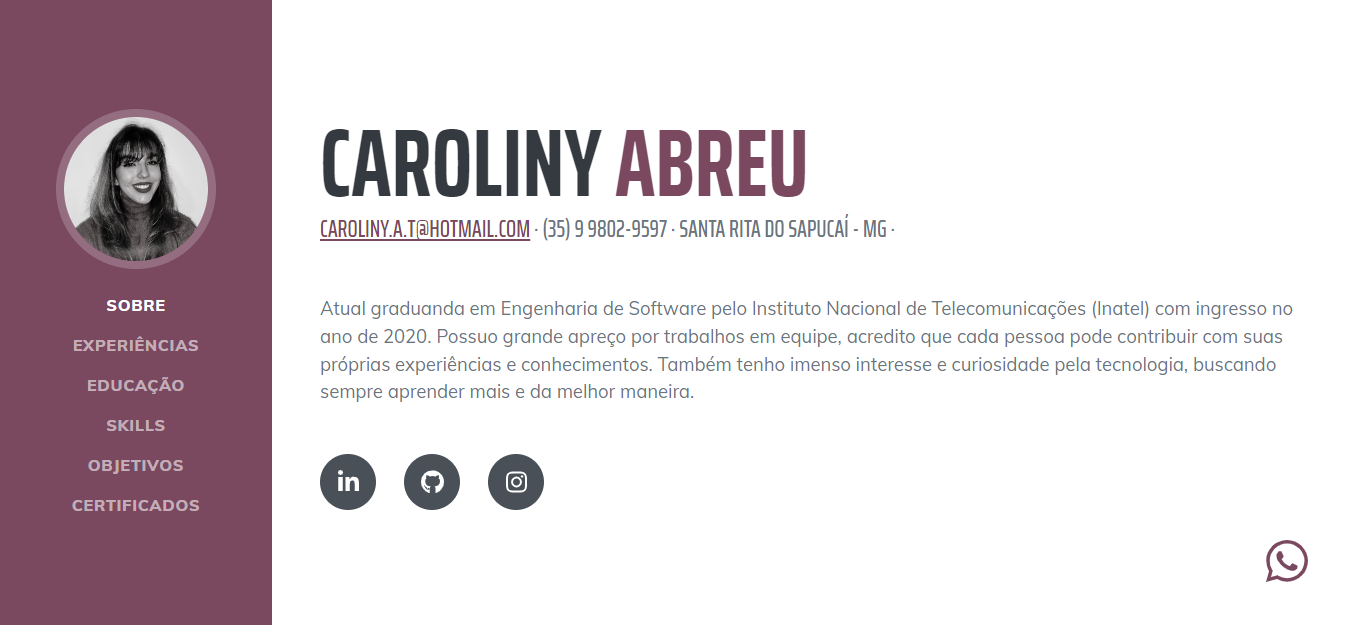 SOBRE
EXPERIÊNCIAS
EDUCAÇÃO
SKILLS
OBJETIVOS
CERTIFICADOS
CAROLINY ABREU
CAROLINY.A.T@HOTMAIL.COM · (35) 9 9802-9597 · SANTA RITA DO SAPUCAÍ - MG ·
Atual graduanda em Engenharia de Software pelo Instituto Nacional de Telecomunicações (Inatel) com ingresso no
ano de 2020. Possuo grande apreço por trabalhos em equipe, acredito que cada pessoa pode contribuir com suas
próprias experiências e conhecimentos. Também tenho imenso interesse e curiosidade pela tecnologia, buscando
sempre aprender mais e da melhor maneira.
in